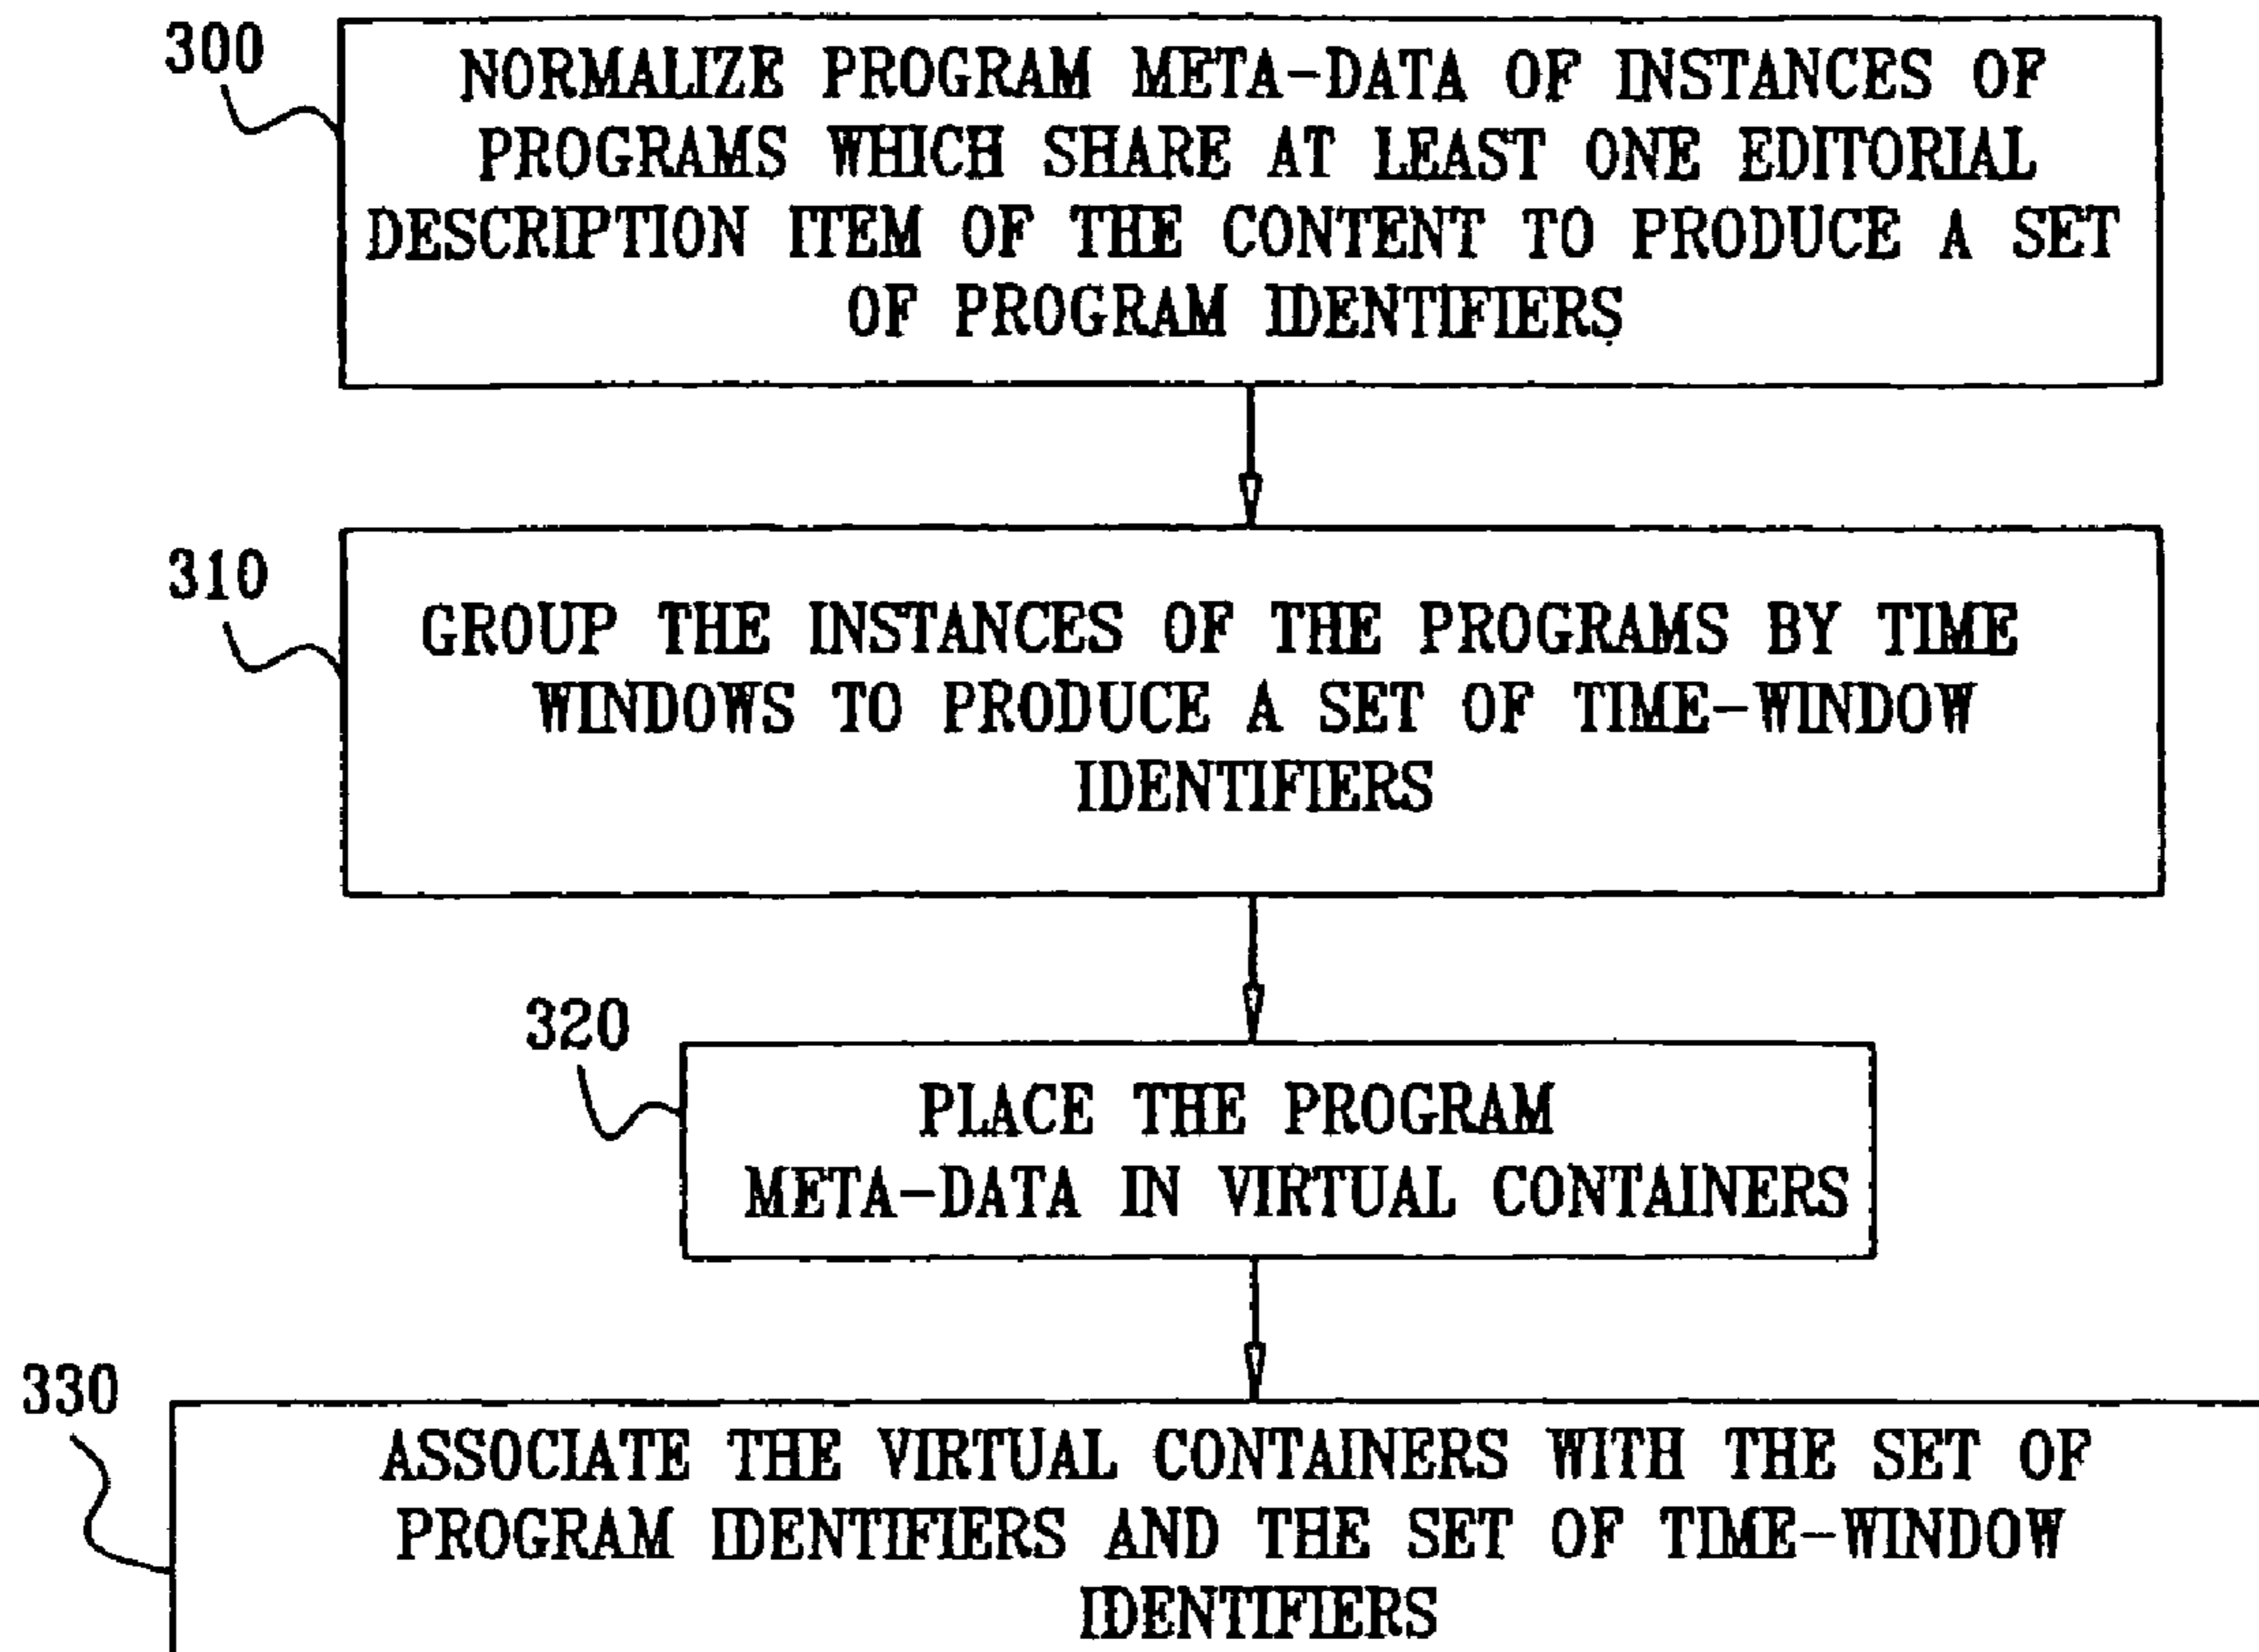 300
NORMALIZE PROGRAM META-DATA OF INSTANCES OF
PROGRAMS WHICH SHARE AT LEAST ONE EDITORIAL
DESCRIPTION ITEM OF THE CONTENT TO PRODUCE A SET
OF PROGRAM IDENTIFIERS
310
GROUP THE INSTANCES OF THE PROGRAMS BY TIME
WINDOWS TO PRODUCE A SET OF TIME-WINDOW
IDENTIFIERS
320
PLACE THE PROGRAM
META-DATA IN VIRTUAL CONTAINERS
330
ASSOCIATE THE VIRTUAL CONTAINERS WITH THE SET OF
PROGRAM IDENTIFIERS AND THE SET OF TIME-WINDOW
IDENTIFIERS